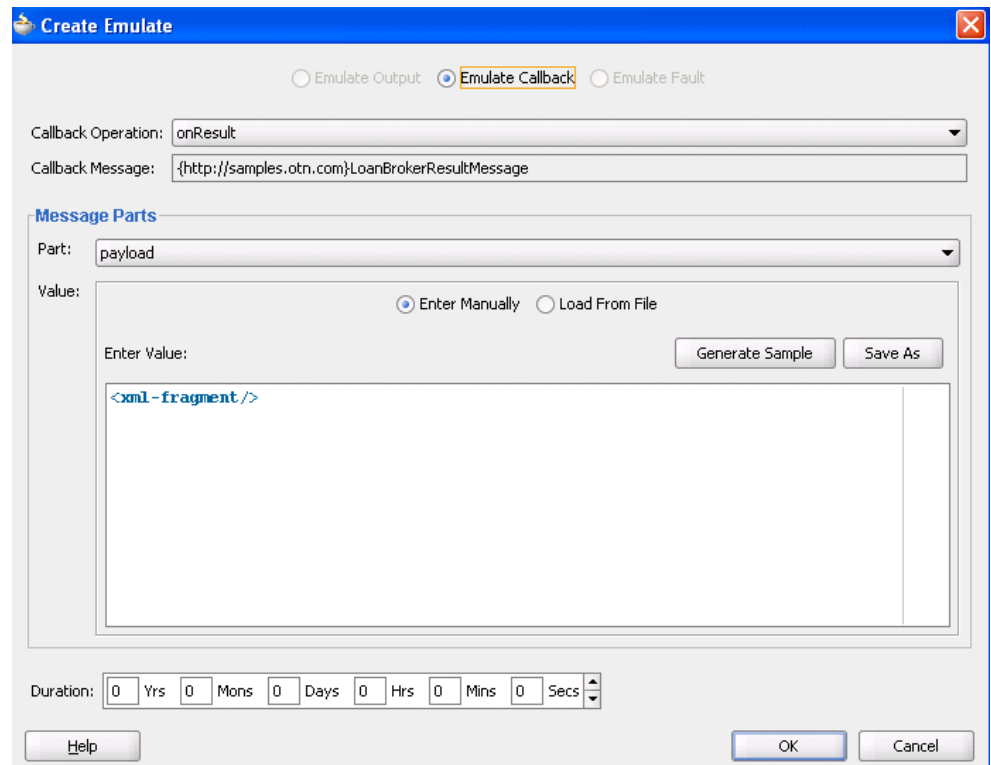 Create Emulate
Emulate Output Emulate Callback Emulate Fault
Callback Operation: onResult
Callback Message: {http://samples.otn.com}LoanBrokerResultMessage
Message Parts
Part: payload
Value: Enter Manually Load From File
Enter Value: Generate Sample Save As
<xml-fragment/>
Duration: 0 Yrs 0 Mons 0 Days 0 Hrs 0 Mins 0 Secs
Help OK Cancel